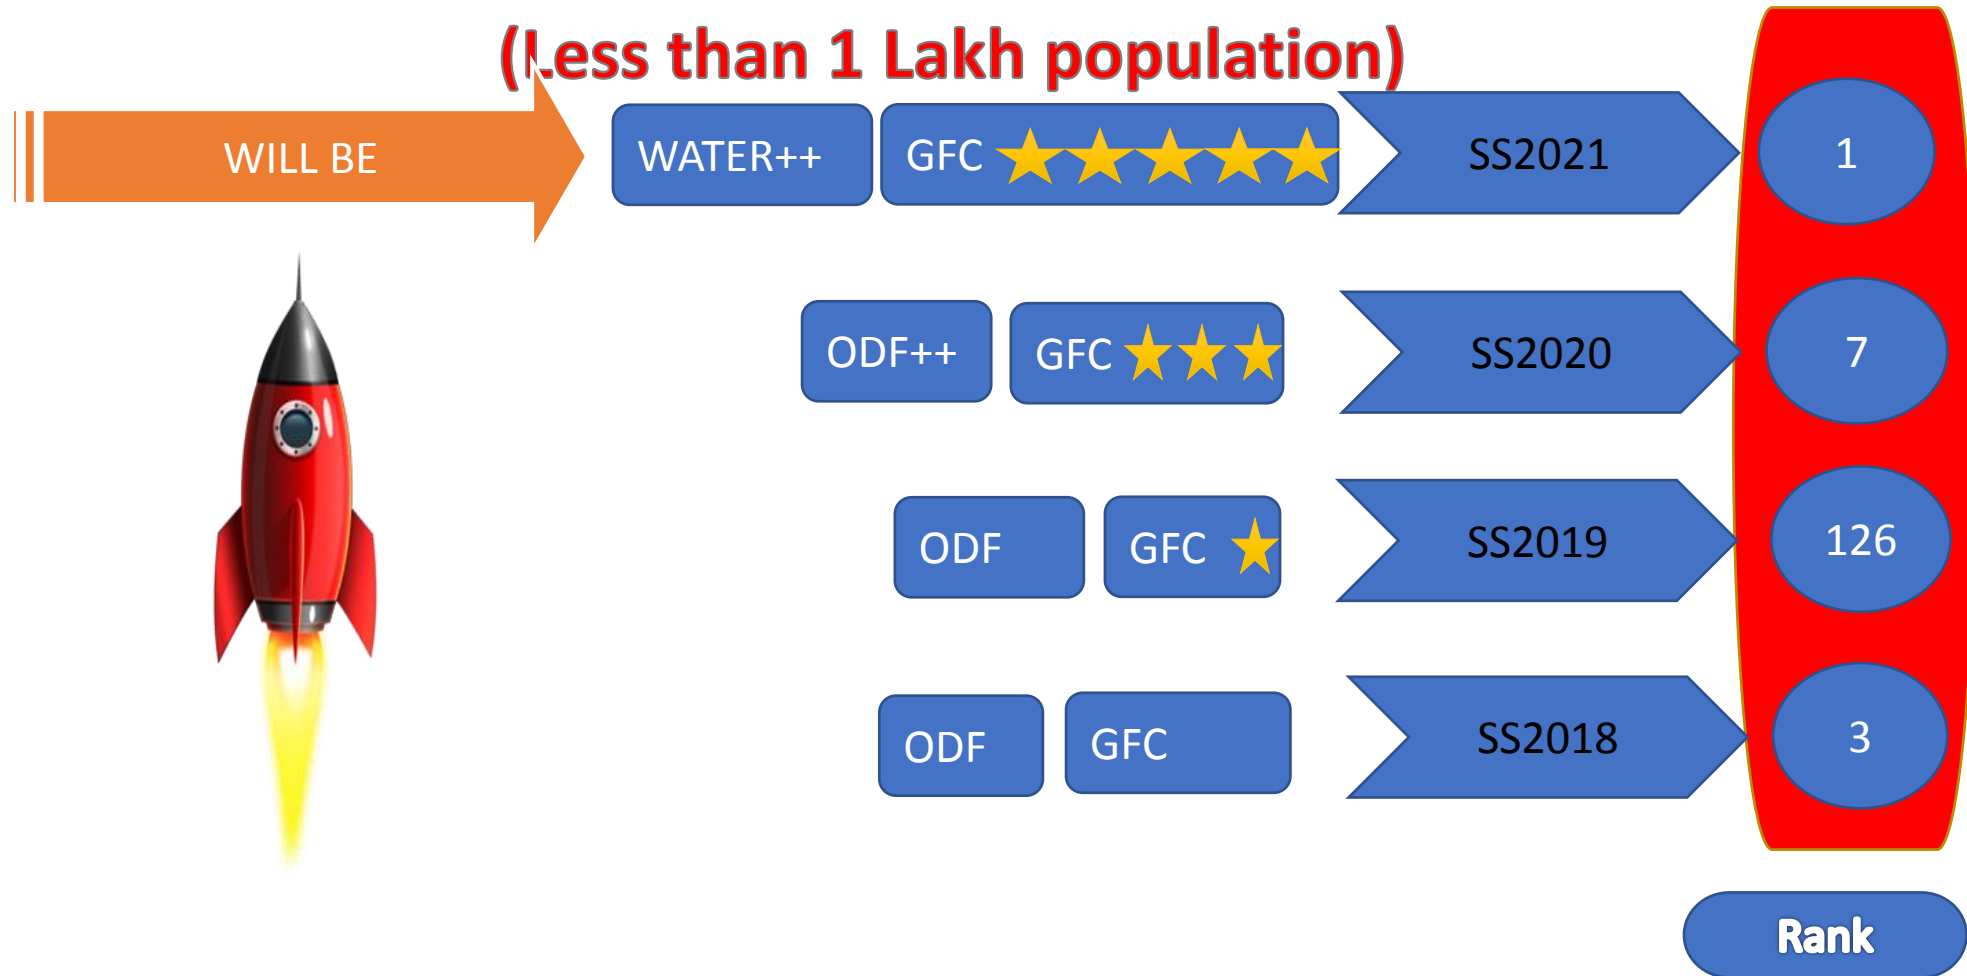 (Less than 1 Lakh population)
WILL BE
WATER++
GFC
SS2021
1
ODF++
GFC
SS2020
7
ODF
GFC
SS2019
126
ODF
GFC
SS2018
3
Rank